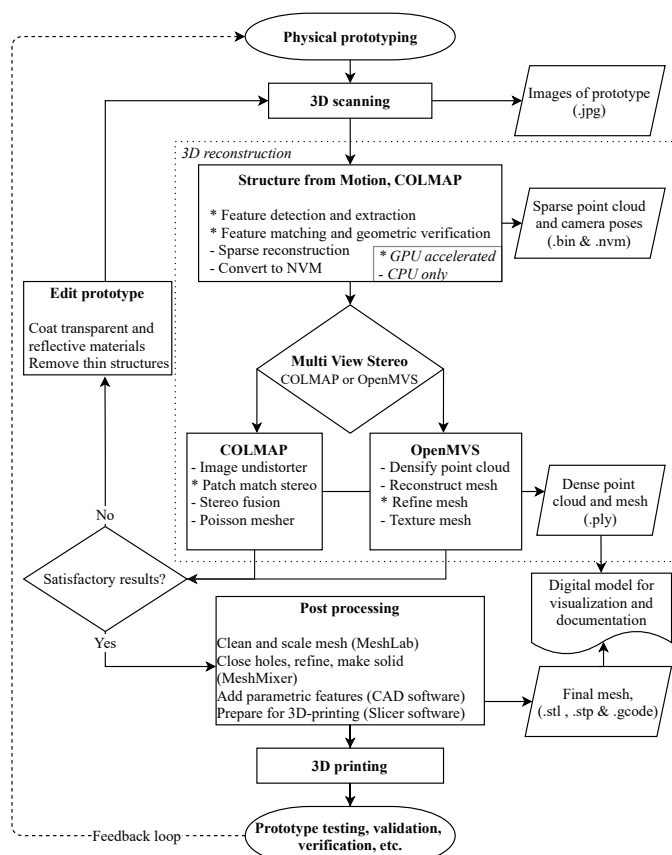 Physical prototyping
3D scanning
Images of prototype
(.jpg)
3D reconstruction
Structure from Motion, COLMAP
* Feature detection and extraction
* Feature matching and geometric verification
- Sparse reconstruction
- Convert to NVM
* GPU accelerated
- CPU only
Sparse point cloud
and camera poses
(.bin & .nvm)
Edit prototype
Coat transparent and
reflective materials
Remove thin structures
Multi View Stereo
COLMAP or OpenMVS
COLMAP
- Image undistorter
* Patch match stereo
- Stereo fusion
- Poisson mesher
OpenMVS
- Densify point cloud
- Reconstruct mesh
* Refine mesh
- Texture mesh
Dense point
cloud and mesh
(.ply)
No
Satisfactory results?
Yes
Digital model for
visualization and
documentation
Post processing
Clean and scale mesh (MeshLab)
Close holes, refine, make solid
(MeshMixer)
Add parametric features (CAD software)
Prepare for 3D-printing (Slicer software)
Final mesh,
(.stl , .stp & .gcode)
3D printing
Feedback loop
Prototype testing, validation,
verification, etc.